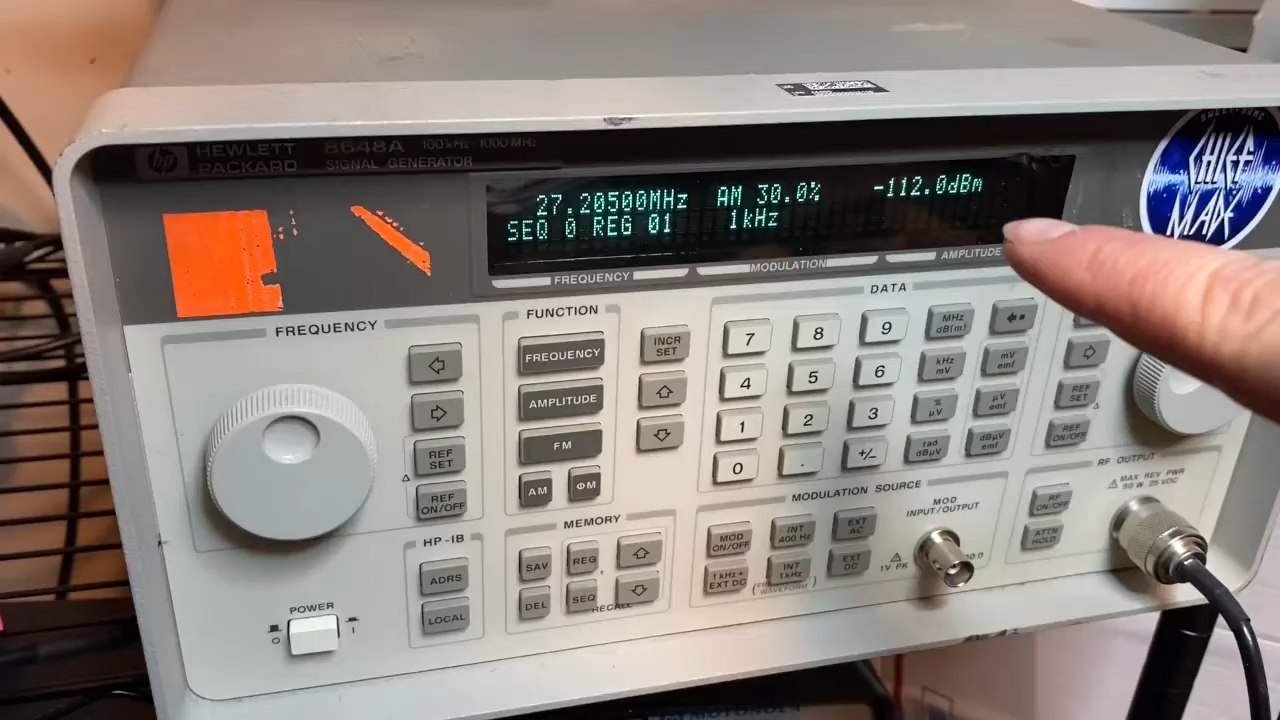 hp HEWLETT PACKARD 8648A 100 kHz 1000 MHz
SIGNAL GENERATOR
27.20500MHz AM 30.0% -112.0dBm
SEQ 0 REG 01 1kHz
FREQUENCY MODULATION AMPLITUDE
CHIEF
MADE
FREQUENCY
REF SET
REF ON/OFF
HP-IB
ADRS
LOCAL
POWER
O I
FUNCTION
FREQUENCY
AMPLITUDE
FM
AM ΦM
INCR SET
MEMORY
SAV REG
DEL SEQ
RECALL
DATA
7 8 9 MHz dB(m)
4 5 6 kHz mV mV emf
1 2 3 % μV μV emf
0 . +/− rad dBμV dBμV emf
MODULATION SOURCE
MOD ON/OFF INT 400 Hz EXT AC
1 kHz + EXT DC INT 1 kHz EXT DC
WAVEFORM
MOD INPUT/OUTPUT
1V PK
REF SET
REF ON/OFF
RF OUTPUT
MAX REV PWR
50 W 25 VDC
RF ON/OFF
ATTN HOLD